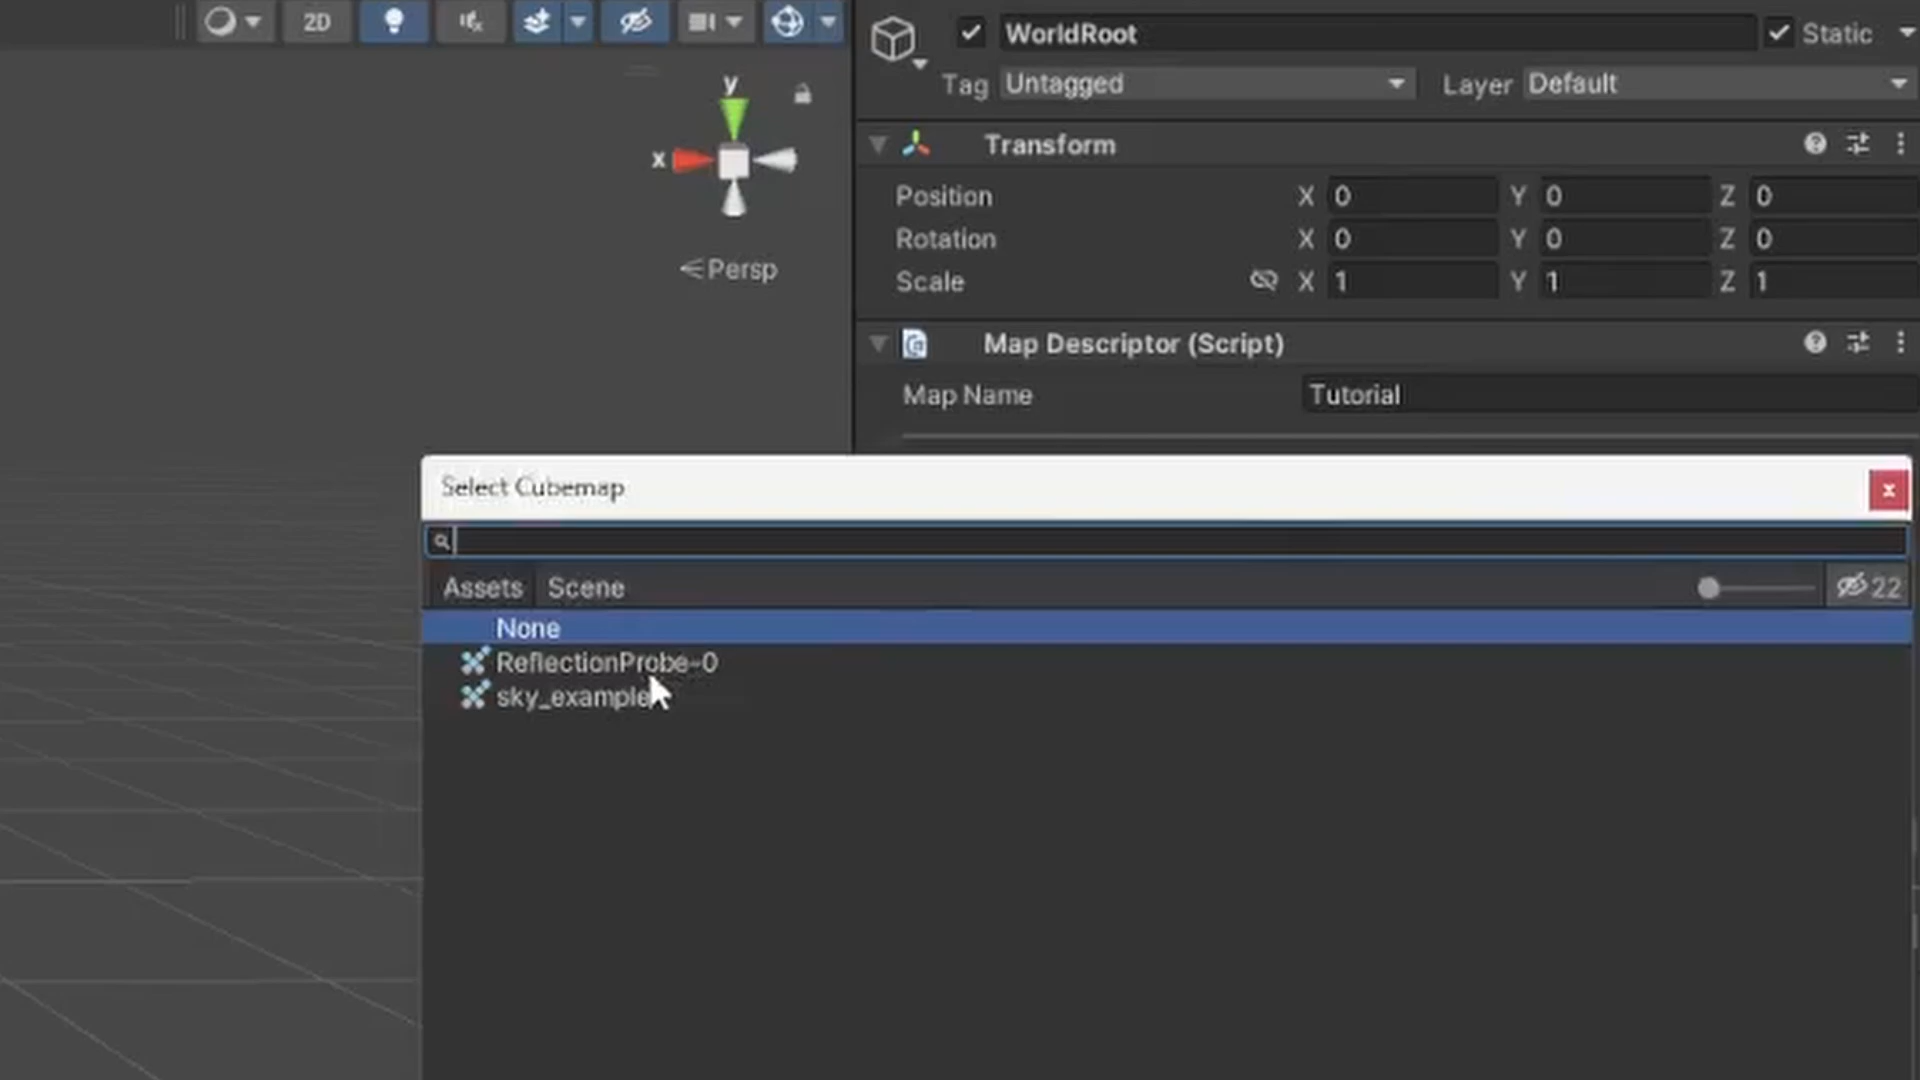 2D
WorldRoot
Static
Tag Untagged
Layer Default
y
x
Persp
Transform
Position X 0 Y 0 Z 0
Rotation X 0 Y 0 Z 0
Scale X 1 Y 1 Z 1
Map Descriptor (Script)
Map Name Tutorial
Select Cubemap
Assets Scene
22
None
ReflectionProbe-0
sky_example